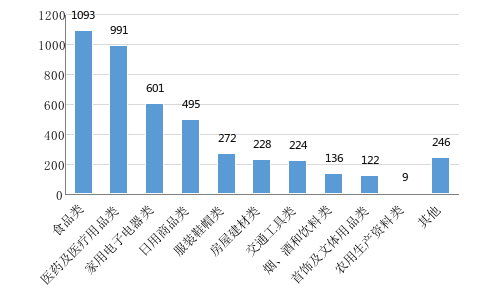 1200
1000
800
600
400
200
0
1093
991
601
495
272
228
224
136
122
9
246
食品类
医药及医疗用品类
家用电子电器类
日用商品类
服装鞋帽类
房屋建材类
交通工具类
烟、酒和饮料类
首饰及文体用品类
农用生产资料类
其他